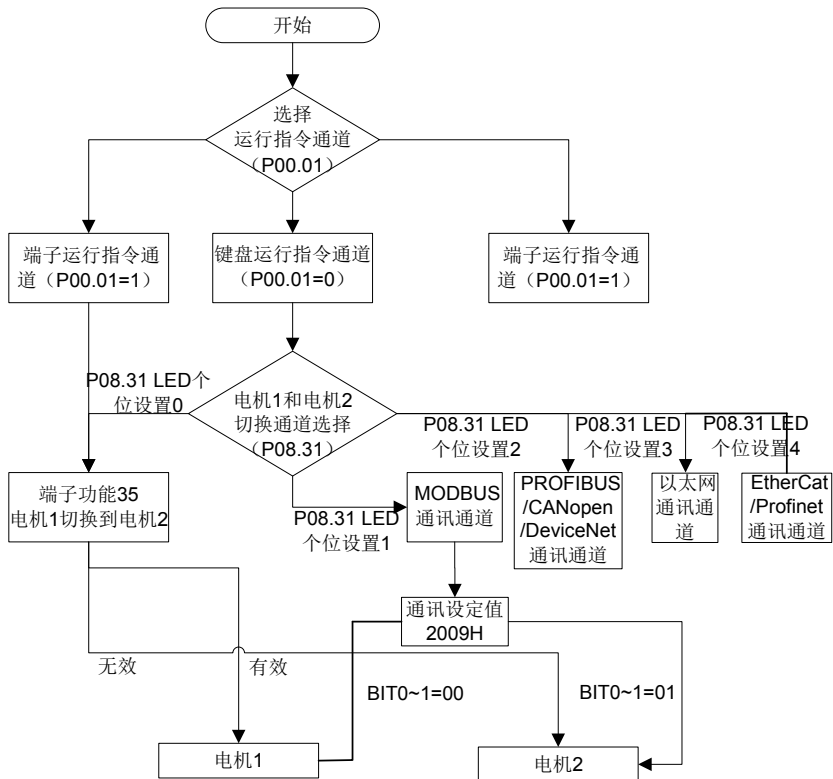 开始
选择
运行指令通道
（P00.01）
端子运行指令通
道（P00.01=1）
键盘运行指令通道
（P00.01=0）
端子运行指令通
道（P00.01=1）
P08.31 LED个
位设置0
电机1和电机2
切换通道选择
（P08.31）
P08.31 LED
个位设置2
P08.31 LED
个位设置3
P08.31 LED
个位设置4
端子功能35
电机1切换到电机2
P08.31 LED
个位设置1
MODBUS
通讯通道
PROFIBUS
/CANopen
/DeviceNet
通讯通道
以太网
通讯通
道
EtherCat
/Profinet
通讯通道
通讯设定值
2009H
无效
有效
BIT0~1=00
BIT0~1=01
电机1
电机2